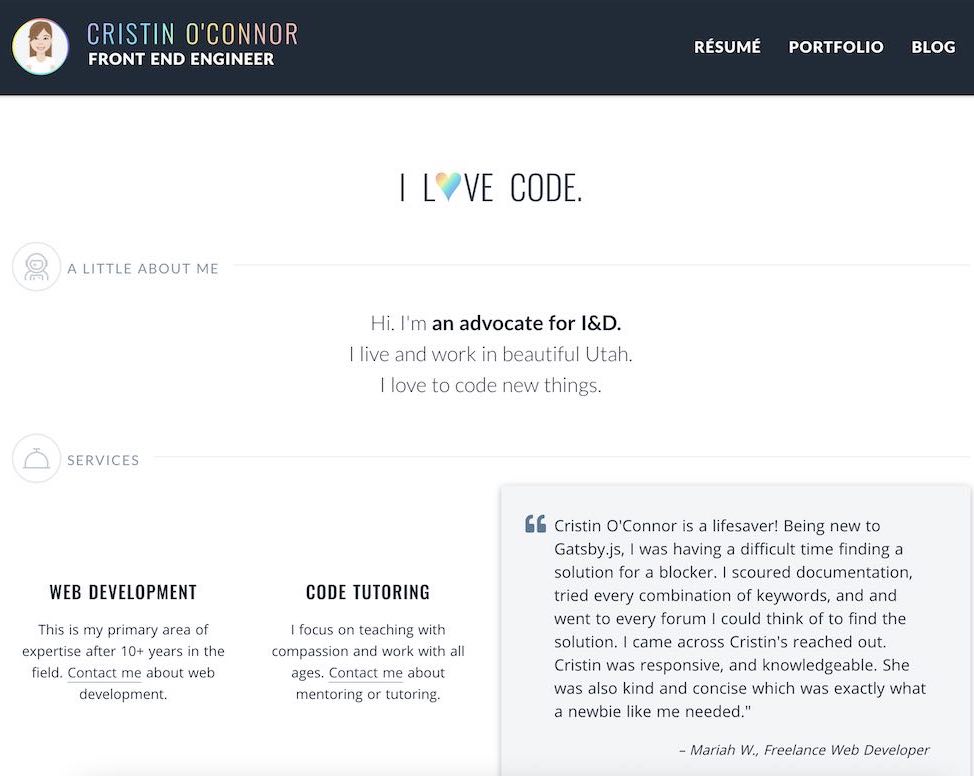 CRISTIN O'CONNOR
FRONT END ENGINEER
RÉSUMÉ PORTFOLIO BLOG
I L VE CODE.
A LITTLE ABOUT ME
Hi. I'm an advocate for I&D.
I live and work in beautiful Utah.
I love to code new things.
SERVICES
WEB DEVELOPMENT
This is my primary area of
expertise after 10+ years in the
field. Contact me about web
development.
CODE TUTORING
I focus on teaching with
compassion and work with all
ages. Contact me about
mentoring or tutoring.
“ Cristin O'Connor is a lifesaver! Being new to
Gatsby.js, I was having a difficult time finding a
solution for a blocker. I scoured documentation,
tried every combination of keywords, and and
went to every forum I could think of to find the
solution. I came across Cristin's reached out.
Cristin was responsive, and knowledgeable. She
was also kind and concise which was exactly what
a newbie like me needed."
– Mariah W., Freelance Web Developer